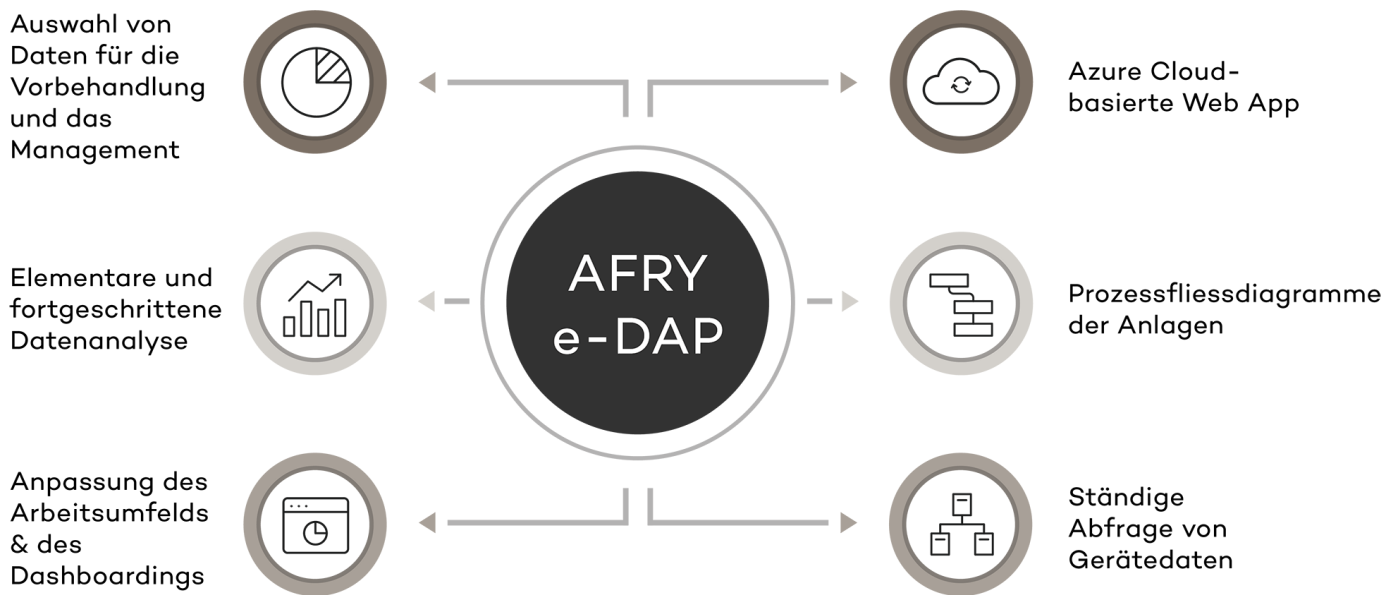 Auswahl von
Daten für die
Vorbehandlung
und das
Management
Azure Cloud-
basierte Web App
AFRY
e-DAP
Elementare und
fortgeschrittene
Datenanalyse
Prozessfliessdiagramme
der Anlagen
Anpassung des
Arbeitsumfelds
& des
Dashboardings
Ständige
Abfrage von
Gerätedaten